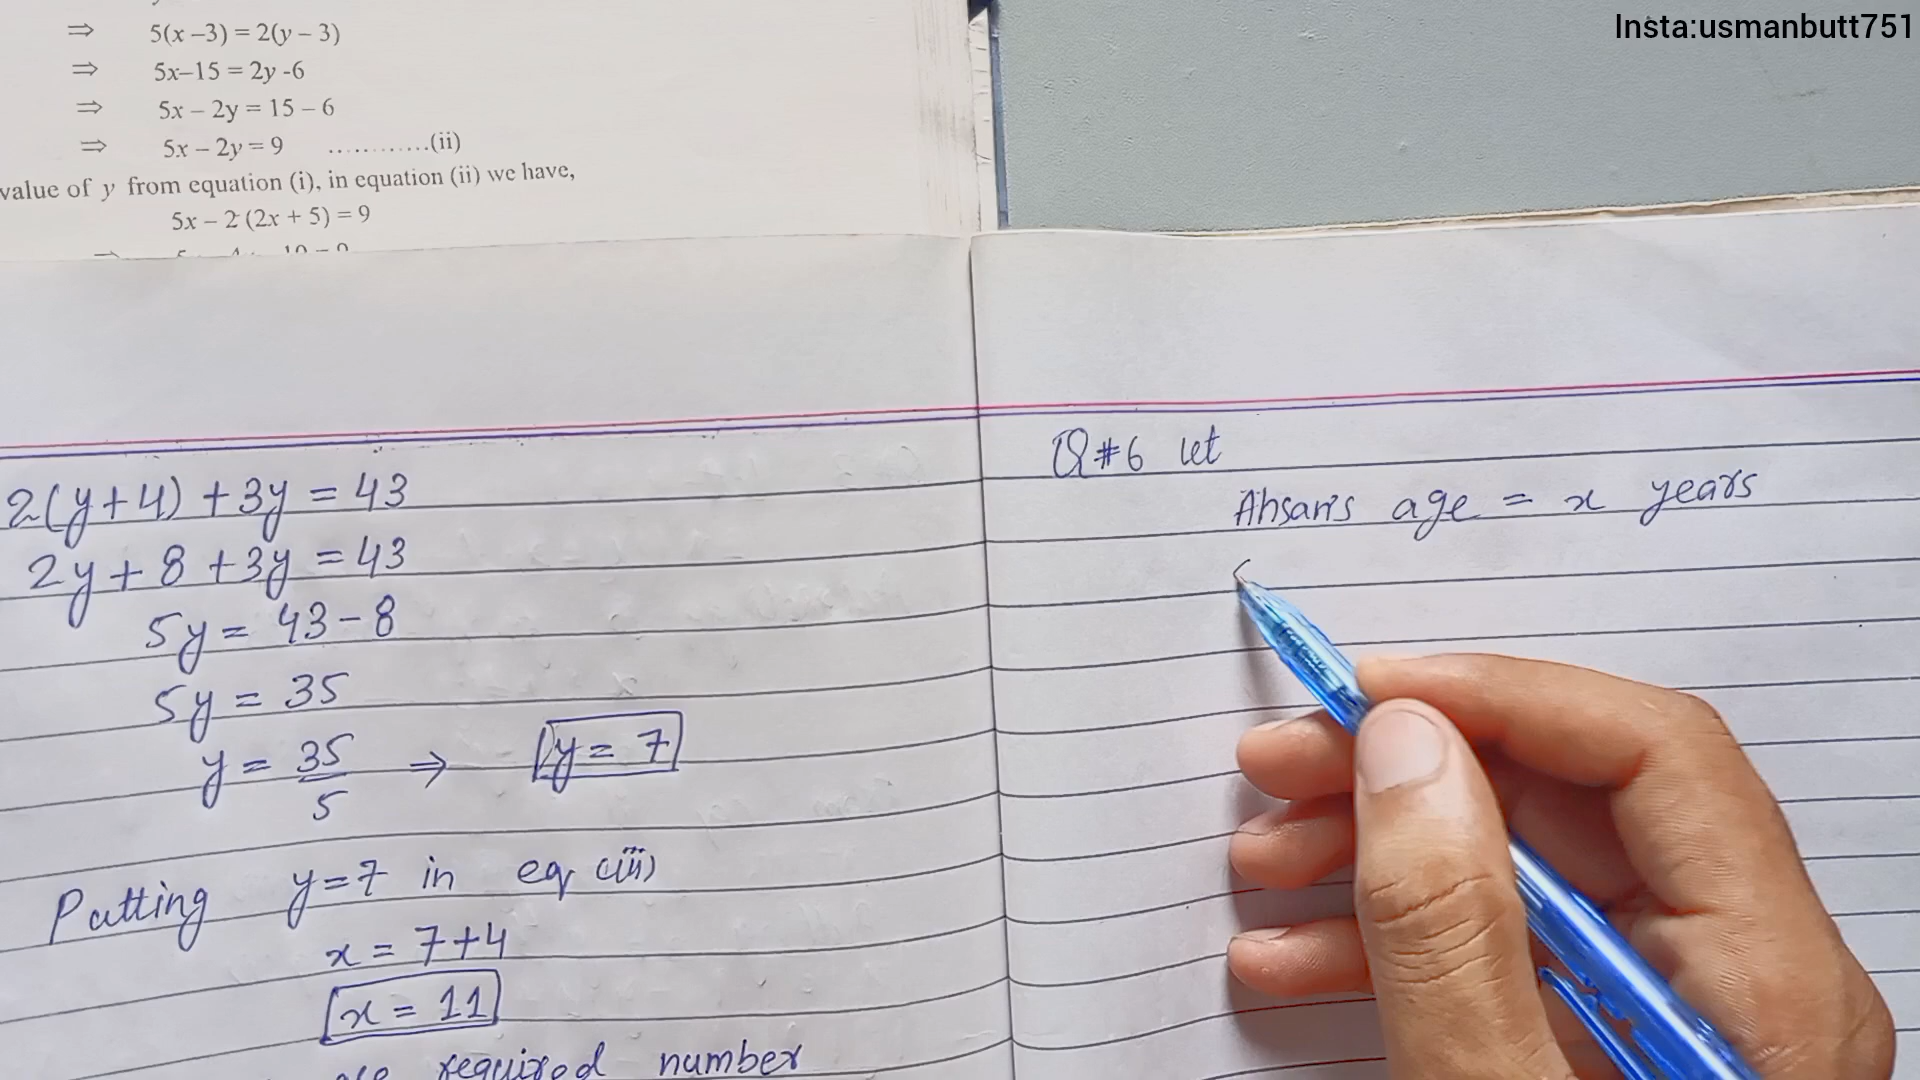 Insta:usmanbutt751
⇒ 5(x – 3) = 2(y – 3)
⇒ 5x–15 = 2y -6
⇒ 5x – 2y = 15 – 6
⇒ 5x – 2y = 9 ............(ii)
value of y from equation (i), in equation (ii) we have,
5x – 2 (2x + 5) = 9
2(y+4) + 3y = 43
2y + 8 + 3y = 43
5y = 43 - 8
5y = 35
y = 35/5 ⇒ y = 7
Putting y=7 in eq (iii)
x = 7+4
x = 11
required number
Q#6 let
Ahsan's age = x years